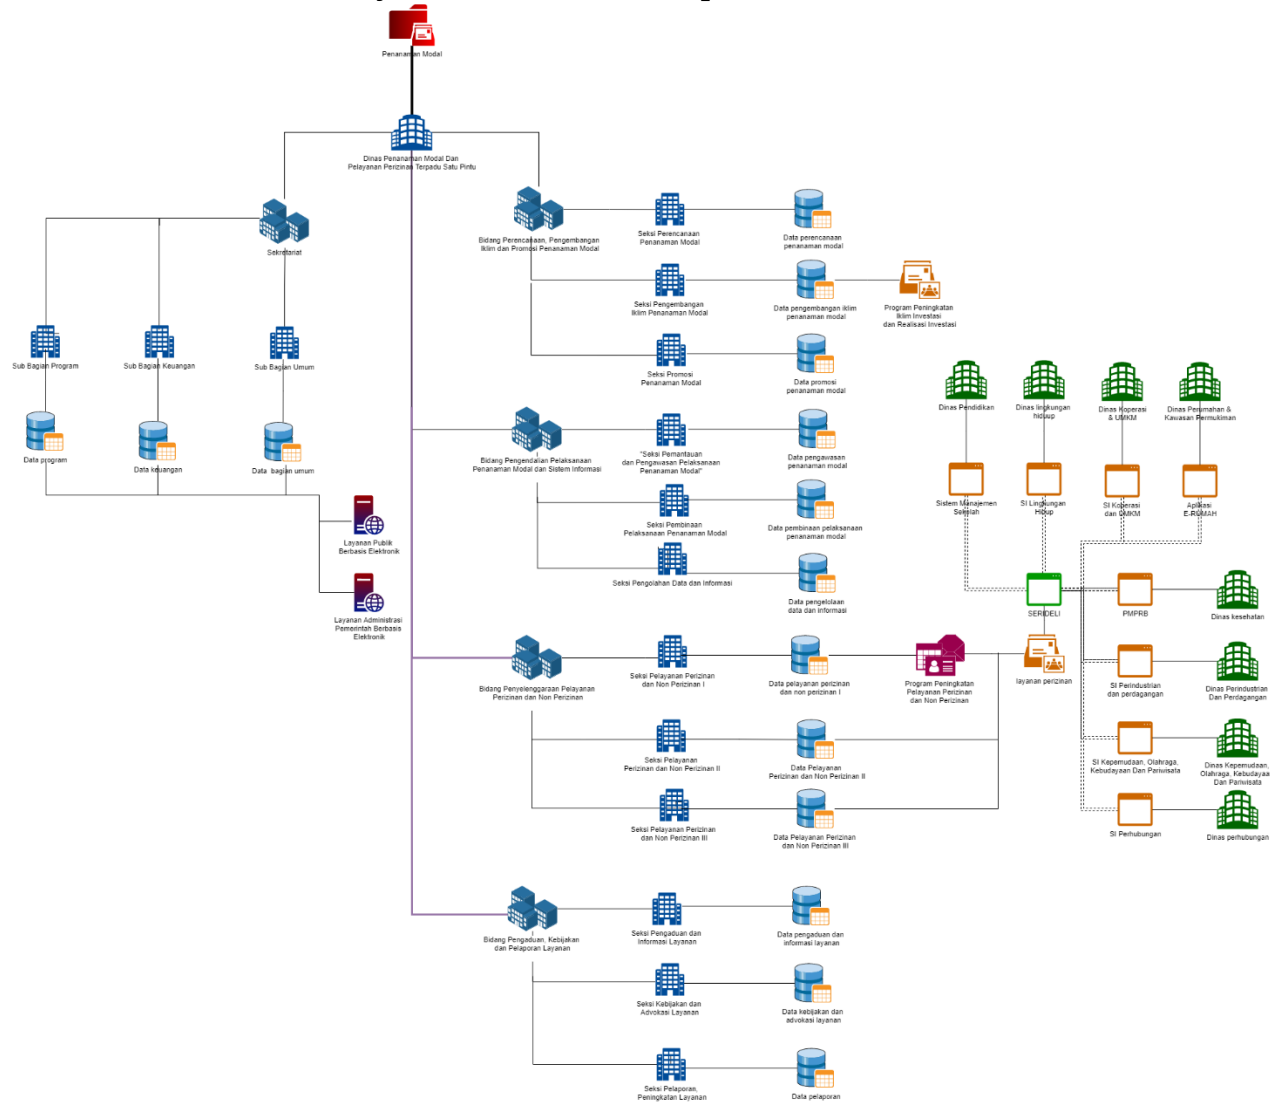 Penanaman Modal
Dinas Penanaman Modal Dan
Pelayanan Perizinan Terpadu Satu Pintu
Sekretariat
Bidang Perencanaan, Pengembangan
Iklim dan Promosi Penanaman Modal
Seksi Perencanaan
Penanaman Modal
Data perencanaan
penanaman modal
Seksi Pengembangan
Iklim Penanaman Modal
Data pengembangan iklim
penanaman modal
Program Peningkatan
Iklim Investasi
dan Realisasi Investasi
Seksi Promosi
Penanaman Modal
Data promosi
penanaman modal
Sub Bagian Program
Sub Bagian Keuangan
Sub Bagian Umum
Data program
Data keuangan
Data bagian umum
Layanan Publik
Berbasis Elektronik
Layanan Administrasi
Pemerintah Berbasis
Elektronik
Bidang Pengendalian Pelaksanaan
Penanaman Modal dan Sistem Informasi
"Seksi Pemantauan
dan Pengawasan Pelaksanaan
Penanaman Modal"
Data pengawasan
penanaman modal
Seksi Pembinaan
Pelaksanaan Penanaman Modal
Data pembinaan pelaksanaan
penanaman modal
Seksi Pengolahan Data dan Informasi
Data pengelolaan
data dan informasi
Dinas Pendidikan
Dinas lingkungan
hiduup
Dinas Koperasi
& UMKM
Dinas Perumahan &
Kawasan Permukiman
Sistem Manajemen
Sekolah
SI Lingkungan
Hidup
SI Koperasi
dan UMKM
Aplikasi
E-RUMAH
SERIDELI
PMPRB
Dinas kesehatan
Bidang Penyelenggaraan Pelayanan
Perizinan dan Non Perizinan
Seksi Pelayanan Perizinan
dan Non Perizinan I
Data pelayanan perizinan
dan non perizinan I
Program Peningkatan
Pelayanan Perizinan
dan Non Perizinan
layanan perizinan
SI Perindustrian
dan perdagangan
Dinas Perindustrian
Dan Perdagangan
Seksi Pelayanan
Perizinan dan Non Perizinan II
Data Pelayanan
Perizinan dan Non Perizinan II
SI Kepemudaan, Olahraga,
Kebudayaan Dan Pariwisata
Dinas Kepemudaan,
Olahraga, Kebudayaa
Dan Pariwisata
Seksi Pelayanan Perizinan
dan Non Perizinan III
Data Pelayanan Perizinan
dan Non Perizinan III
SI Perhubungan
Dinas perhubungan
Bidang Pengaduan, Kebijakan
dan Pelaporan Layanan
Seksi Pengaduan dan
Informasi Layanan
Data pengaduan dan
informasi layanan
Seksi Kebijakan dan
Advokasi Layanan
Data kebijakan dan
advokasi layanan
Seksi Pelaporan,
Peningkatan Layanan
Data pelaporan